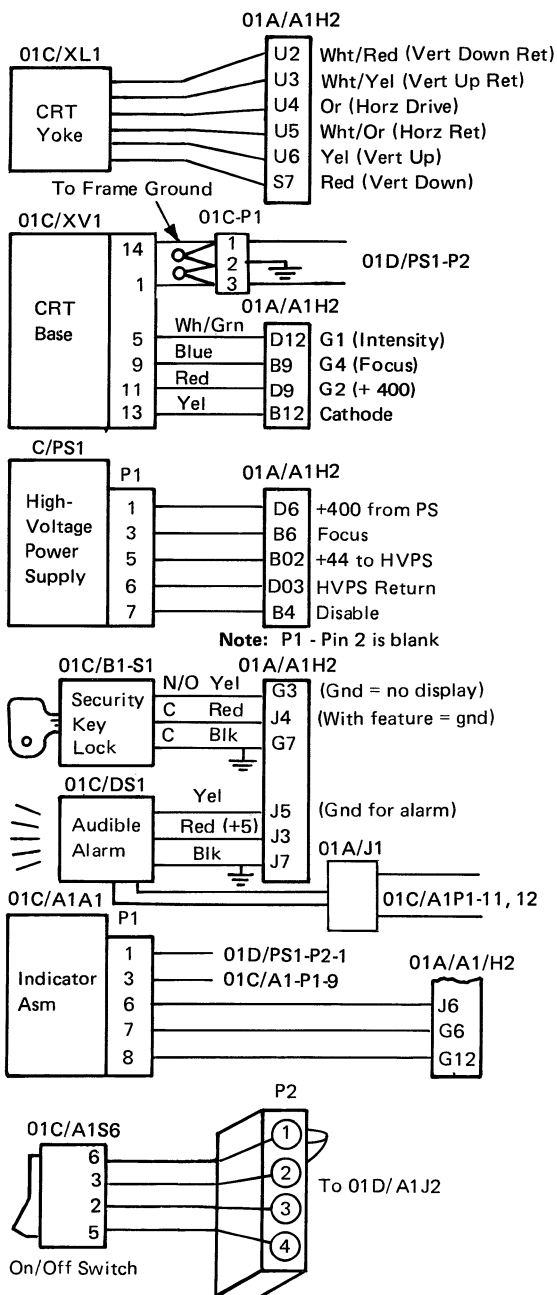 01A/A1H2
01C/XL1
CRT
Yoke
U2 Wht/Red (Vert Down Ret)
U3 Wht/Yel (Vert Up Ret)
U4 Or (Horz Drive)
U5 Wht/Or (Horz Ret)
U6 Yel (Vert Up)
S7 Red (Vert Down)
To Frame Ground
01C/XV1
01C-P1
CRT
Base
14
1
1
2
3
01D/PS1-P2
01A/A1H2
5 Wh/Grn D12 G1 (Intensity)
9 Blue B9 G4 (Focus)
11 Red D9 G2 (+ 400)
13 Yel B12 Cathode
C/PS1
P1
01A/A1H2
High-
Voltage
Power
Supply
1 D6 +400 from PS
3 B6 Focus
5 B02 +44 to HVPS
6 D03 HVPS Return
7 B4 Disable
Note: P1 - Pin 2 is blank
01C/B1-S1
01A/A1H2
Security
Key
Lock
N/O Yel G3 (Gnd = no display)
C Red J4 (With feature = gnd)
C Blk G7
01C/DS1
Audible
Alarm
Yel J5 (Gnd for alarm)
Red (+5) J3
Blk J7
01A/J1
01C/A1P1-11, 12
01C/A1A1
P1
Indicator
Asm
1 01D/PS1-P2-1
3 01C/A1-P1-9
01A/A1/H2
6 J6
7 G6
8 G12
P2
01C/A1S6
6 1
3 2
2 3
5 4
To 01D/A1J2
On/Off Switch